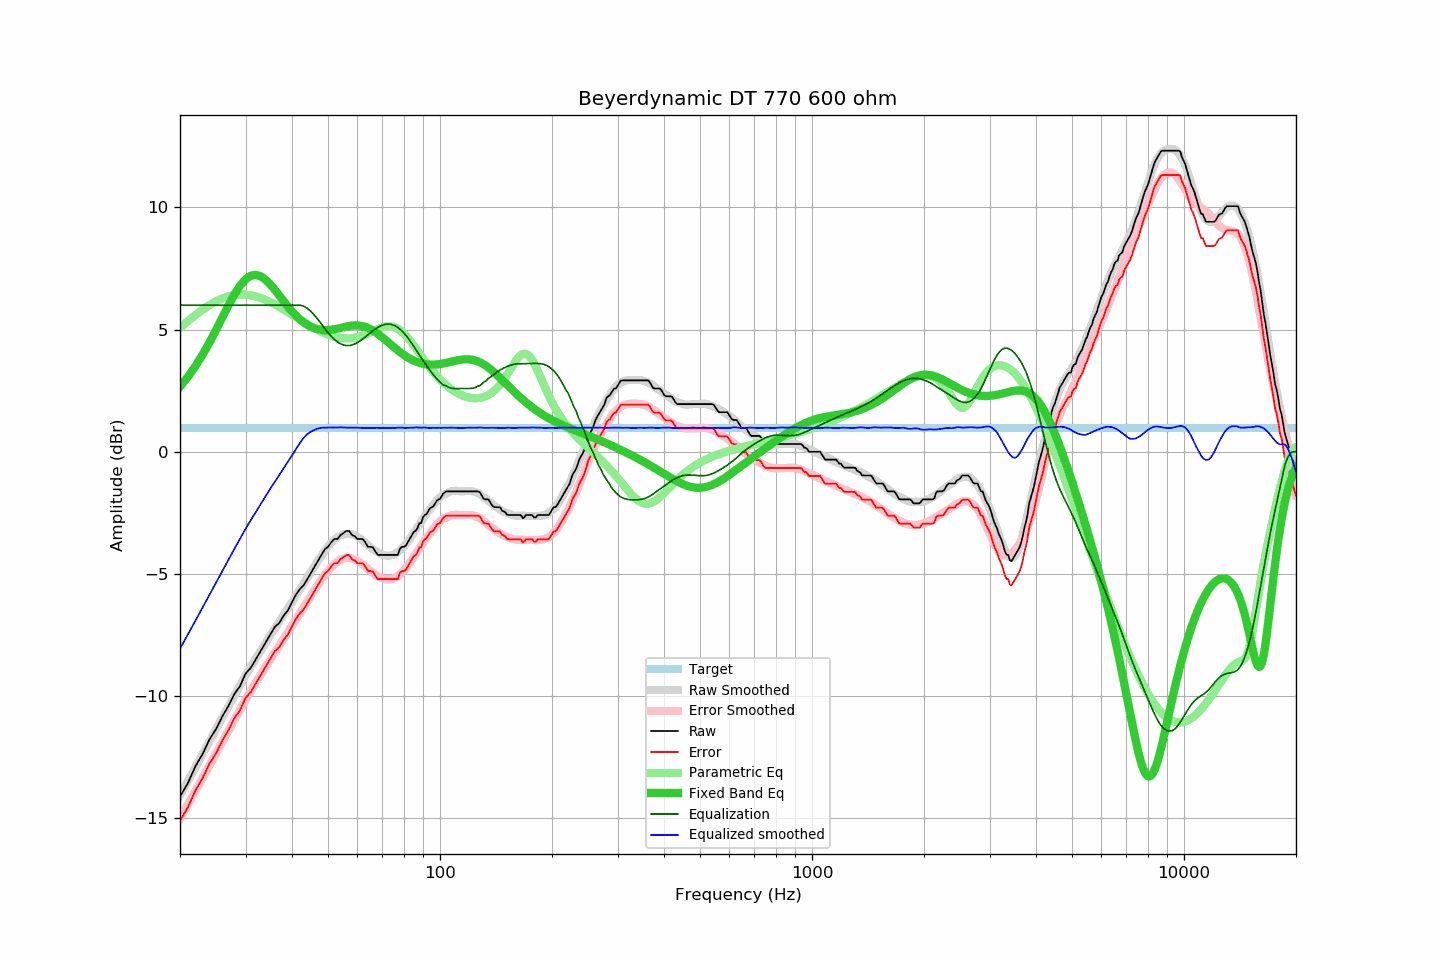 Beyerdynamic DT 770 600 ohm
Amplitude (dBr)
10
5
0
−5
−10
−15
Target
Raw Smoothed
Error Smoothed
Raw
Error
Parametric Eq
Fixed Band Eq
Equalization
Equalized smoothed
100
1000
10000
Frequency (Hz)